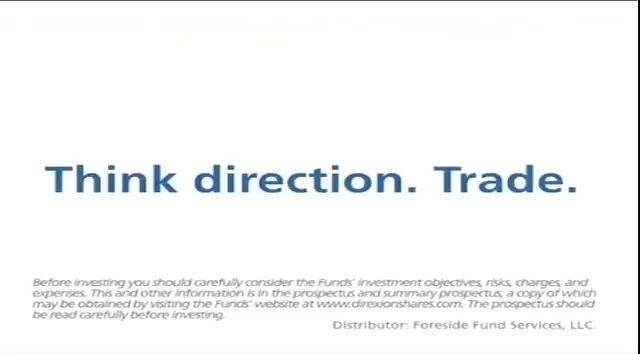 Think direction. Trade.
Before investing you should carefully consider the Funds' investment objectives, risks, charges, and
expenses. This and other information is in the prospectus and summary prospectus, a copy of which
may be obtained by visiting the Funds' website at www.direxionshares.com. The prospectus should
be read carefully before investing.
Distributor: Foreside Fund Services, LLC.